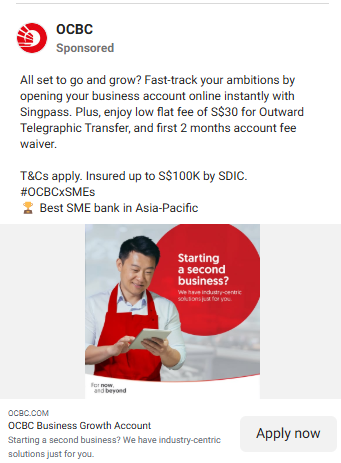 OCBC
Sponsored
All set to go and grow? Fast-track your ambitions by
opening your business account online instantly with
Singpass. Plus, enjoy low flat fee of S$30 for Outward
Telegraphic Transfer, and first 2 months account fee
waiver.
T&Cs apply. Insured up to S$100K by SDIC.
#OCBCxSMEs
🏆 Best SME bank in Asia-Pacific
Starting
a second
business?
We have industry-centric
solutions just for you.
For now,
and beyond
OCBC.COM
OCBC Business Growth Account
Starting a second business? We have industry-centric
solutions just for you.
Apply now